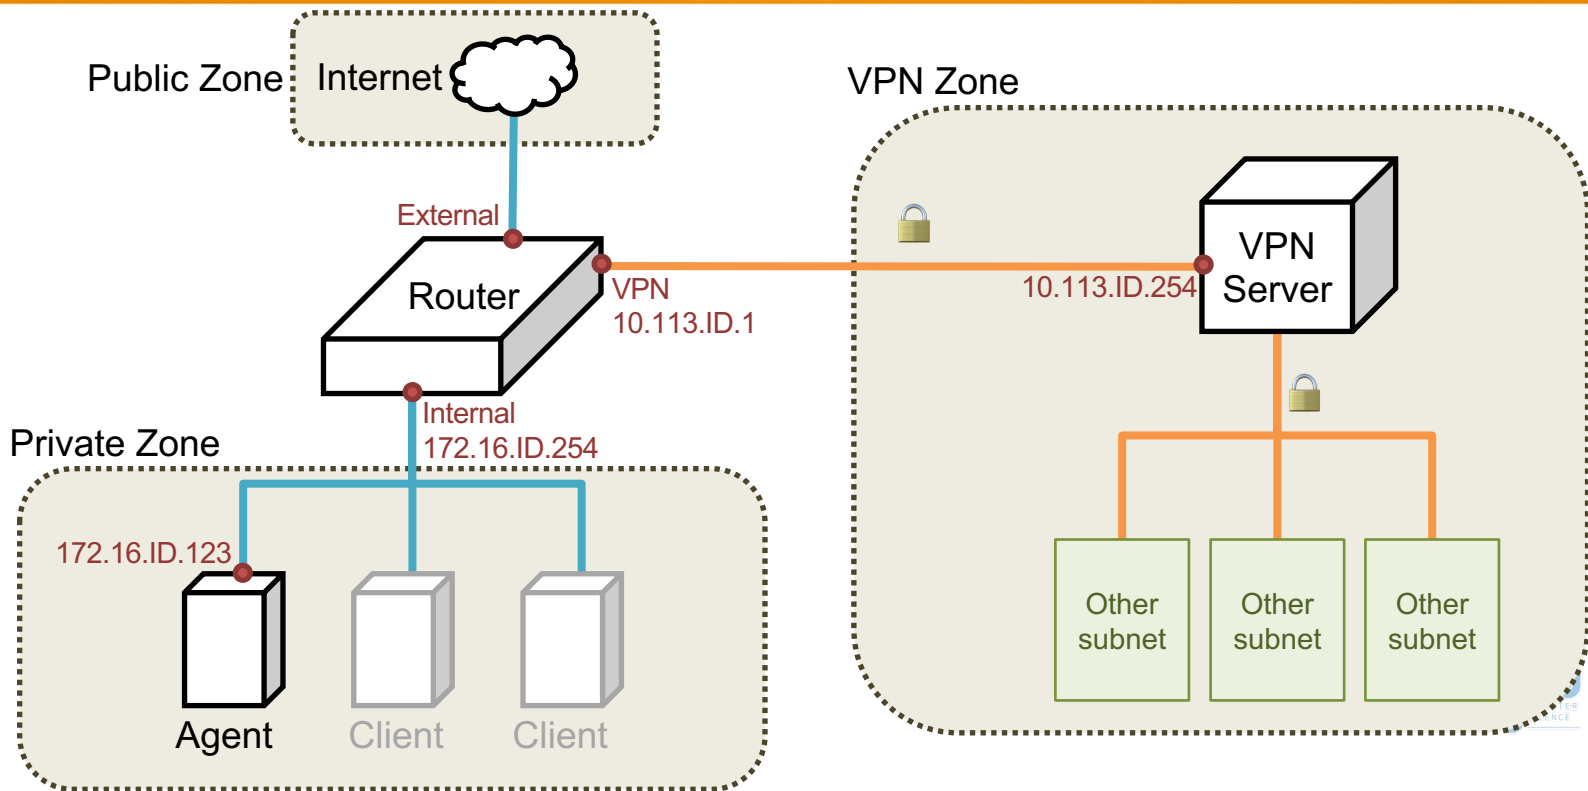 Public Zone
Internet
VPN Zone
External
Router
VPN
10.113.ID.1
10.113.ID.254
VPN
Server
Internal
172.16.ID.254
Private Zone
172.16.ID.123
Agent
Client
Client
Other
subnet
Other
subnet
Other
subnet